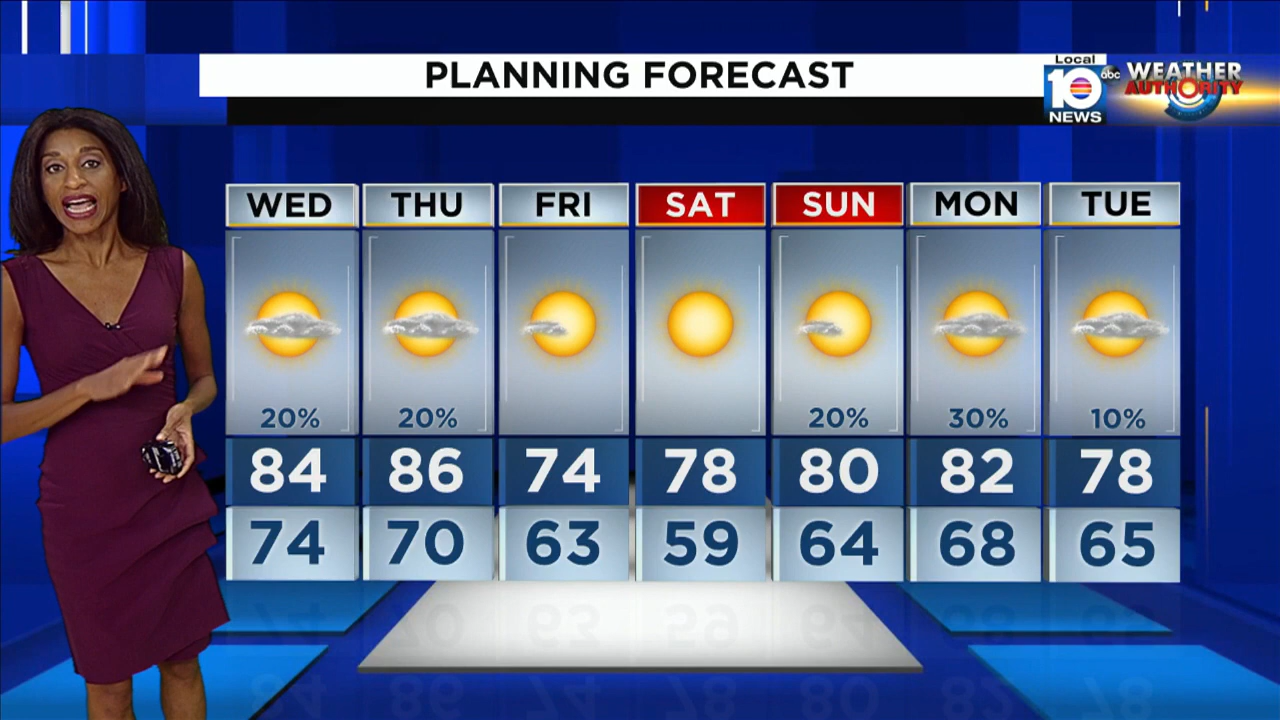 PLANNING FORECAST
Local
10
abc
NEWS
WEATHER
AUTHORITY
WED THU FRI SAT SUN MON TUE
20% 20% 20% 30% 10%
84 86 74 78 80 82 78
74 70 63 59 64 68 65